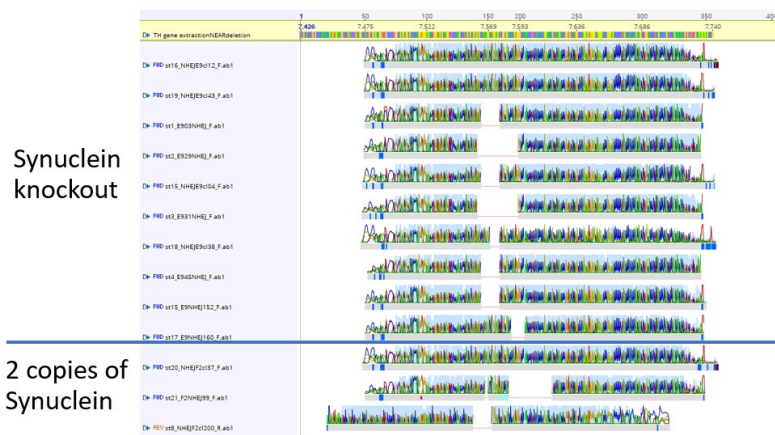 1 50 100 150 200 250 300 350 400
7,426 7,475 7,522 7,569 7,593 7,636 7,686 7,740
D▸ TH gene extractionNEARdeletion
D▸ FWD st16_NHEJE9cl12_F.ab1
D▸ FWD st19_NHEJE9cl43_F.ab1
D▸ FWD st1_E903NHEJ_F.ab1
D▸ FWD st2_E929NHEJ_F.ab1
Synuclein
knockout
D▸ FWD st15_NHEJE9cl04_F.ab1
D▸ FWD st3_E931NHEJ_F.ab1
D▸ FWD st18_NHEJE9cl38_F.ab1
D▸ FWD st4_E945NHEJ_F.ab1
D▸ FWD st15_E9NHEJ152_F.ab1
D▸ FWD st17_E9NHEJ160_F.ab1
2 copies of
Synuclein
D▸ FWD st20_NHEJF2cl37_F.ab1
D▸ FWD st21_F2NHEJ99_F.ab1
D▸ REV st8_NHEJF2cl200_R.ab1